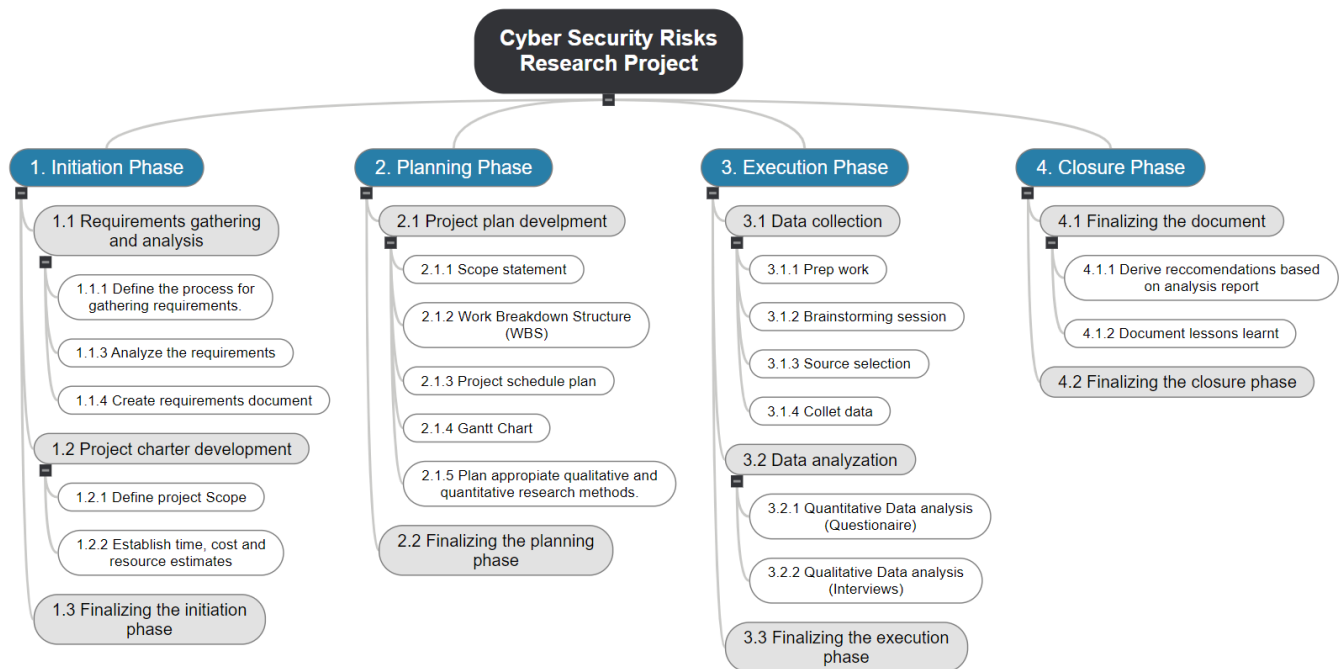 Cyber Security Risks
Research Project
1. Initiation Phase
1.1 Requirements gathering
and analysis
1.1.1 Define the process for
gathering requirements.
1.1.3 Analyze the requirements
1.1.4 Create requirements document
1.2 Project charter development
1.2.1 Define project Scope
1.2.2 Establish time, cost and
resource estimates
1.3 Finalizing the initiation
phase
2. Planning Phase
2.1 Project plan develpment
2.1.1 Scope statement
2.1.2 Work Breakdown Structure
(WBS)
2.1.3 Project schedule plan
2.1.4 Gantt Chart
2.1.5 Plan appropiate qualitative and
quantitative research methods.
2.2 Finalizing the planning
phase
3. Execution Phase
3.1 Data collection
3.1.1 Prep work
3.1.2 Brainstorming session
3.1.3 Source selection
3.1.4 Collet data
3.2 Data analyzation
3.2.1 Quantitative Data analysis
(Questionaire)
3.2.2 Qualitative Data analysis
(Interviews)
3.3 Finalizing the execution
phase
4. Closure Phase
4.1 Finalizing the document
4.1.1 Derive reccomendations based
on analysis report
4.1.2 Document lessons learnt
4.2 Finalizing the closure phase